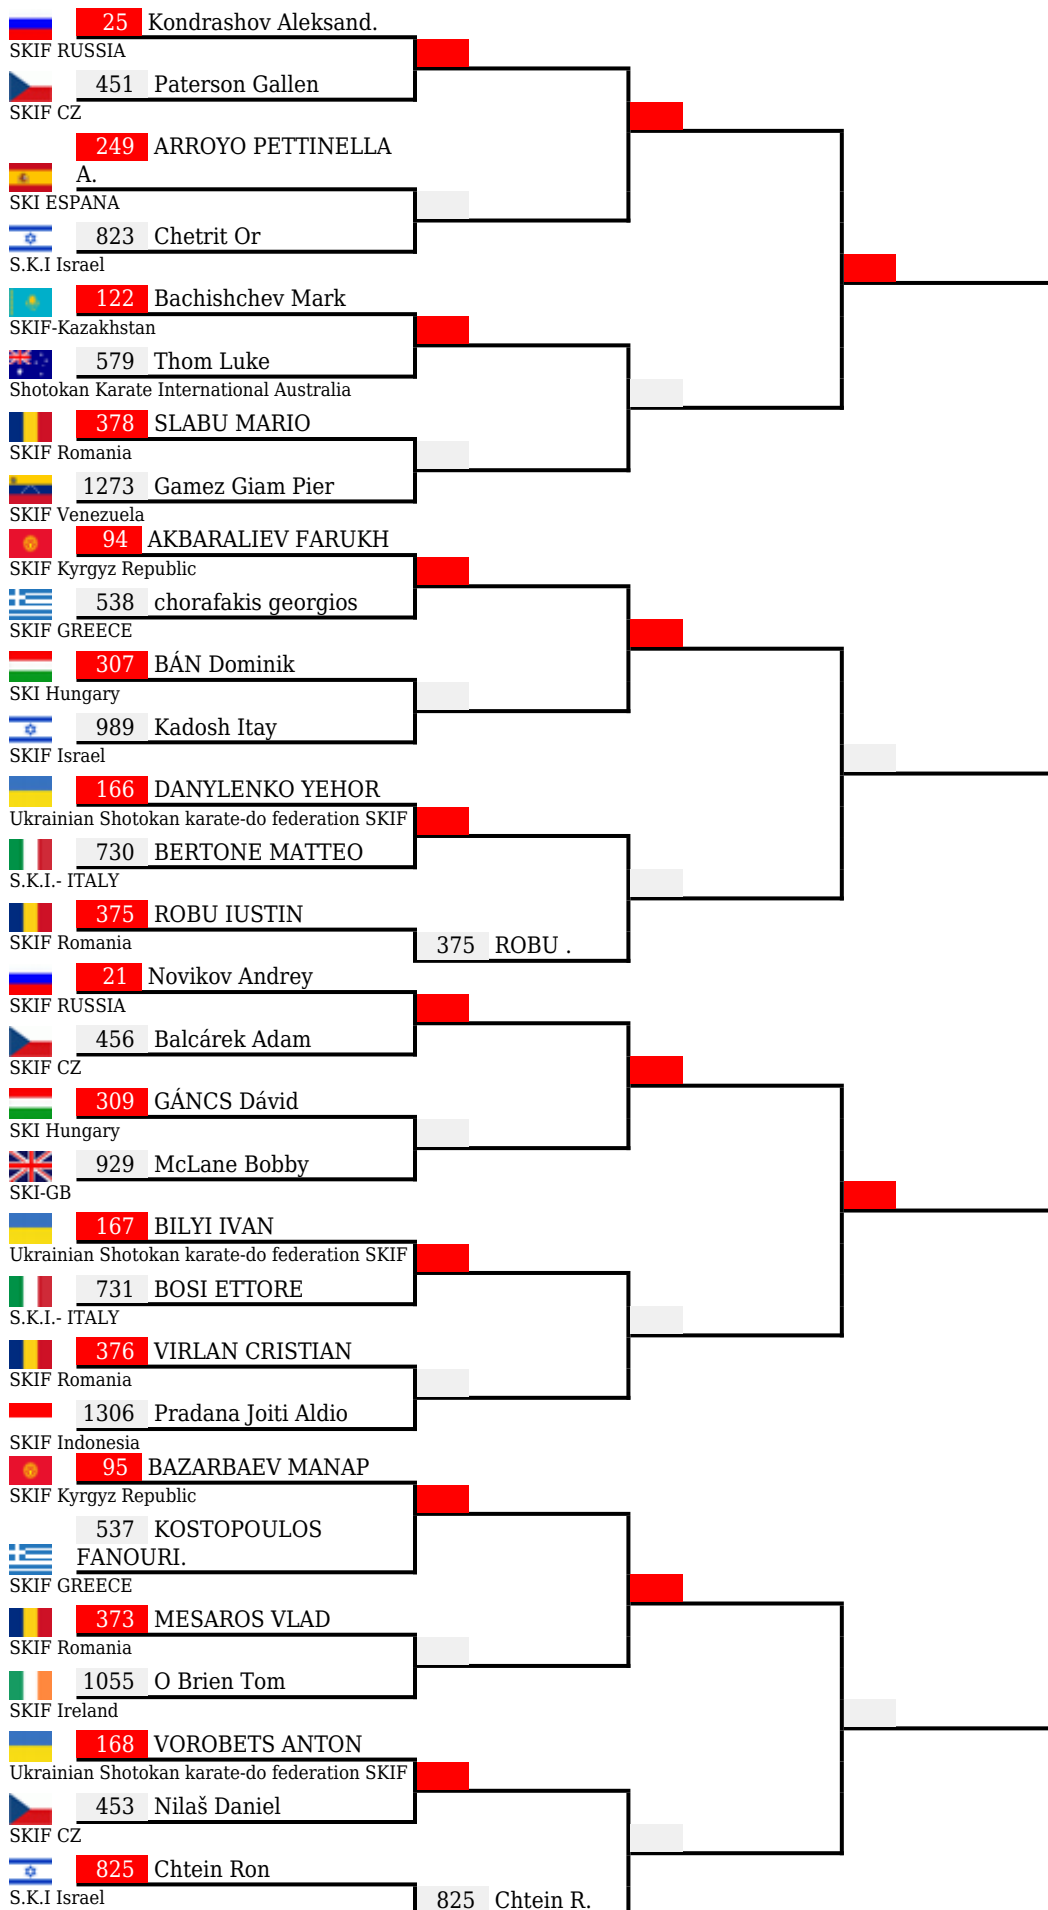 25 Kondrashov Aleksand.
SKIF RUSSIA
451 Paterson Gallen
SKIF CZ
249 ARROYO PETTINELLA
A.
SKI ESPANA
823 Chetrit Or
S.K.I Israel
122 Bachishchev Mark
SKIF-Kazakhstan
579 Thom Luke
Shotokan Karate International Australia
378 SLABU MARIO
SKIF Romania
1273 Gamez Giam Pier
SKIF Venezuela
94 AKBARALIEV FARUKH
SKIF Kyrgyz Republic
538 chorafakis georgios
SKIF GREECE
307 BÁN Dominik
SKI Hungary
989 Kadosh Itay
SKIF Israel
166 DANYLENKO YEHOR
Ukrainian Shotokan karate-do federation SKIF
730 BERTONE MATTEO
S.K.I.- ITALY
375 ROBU IUSTIN
SKIF Romania
375 ROBU .
21 Novikov Andrey
SKIF RUSSIA
456 Balcárek Adam
SKIF CZ
309 GÁNCS Dávid
SKI Hungary
929 McLane Bobby
SKI-GB
167 BILYI IVAN
Ukrainian Shotokan karate-do federation SKIF
731 BOSI ETTORE
S.K.I.- ITALY
376 VIRLAN CRISTIAN
SKIF Romania
1306 Pradana Joiti Aldio
SKIF Indonesia
95 BAZARBAEV MANAP
SKIF Kyrgyz Republic
537 KOSTOPOULOS
FANOURI.
SKIF GREECE
373 MESAROS VLAD
SKIF Romania
1055 O Brien Tom
SKIF Ireland
168 VOROBETS ANTON
Ukrainian Shotokan karate-do federation SKIF
453 Nilaš Daniel
SKIF CZ
825 Chtein Ron
S.K.I Israel
825 Chtein R.